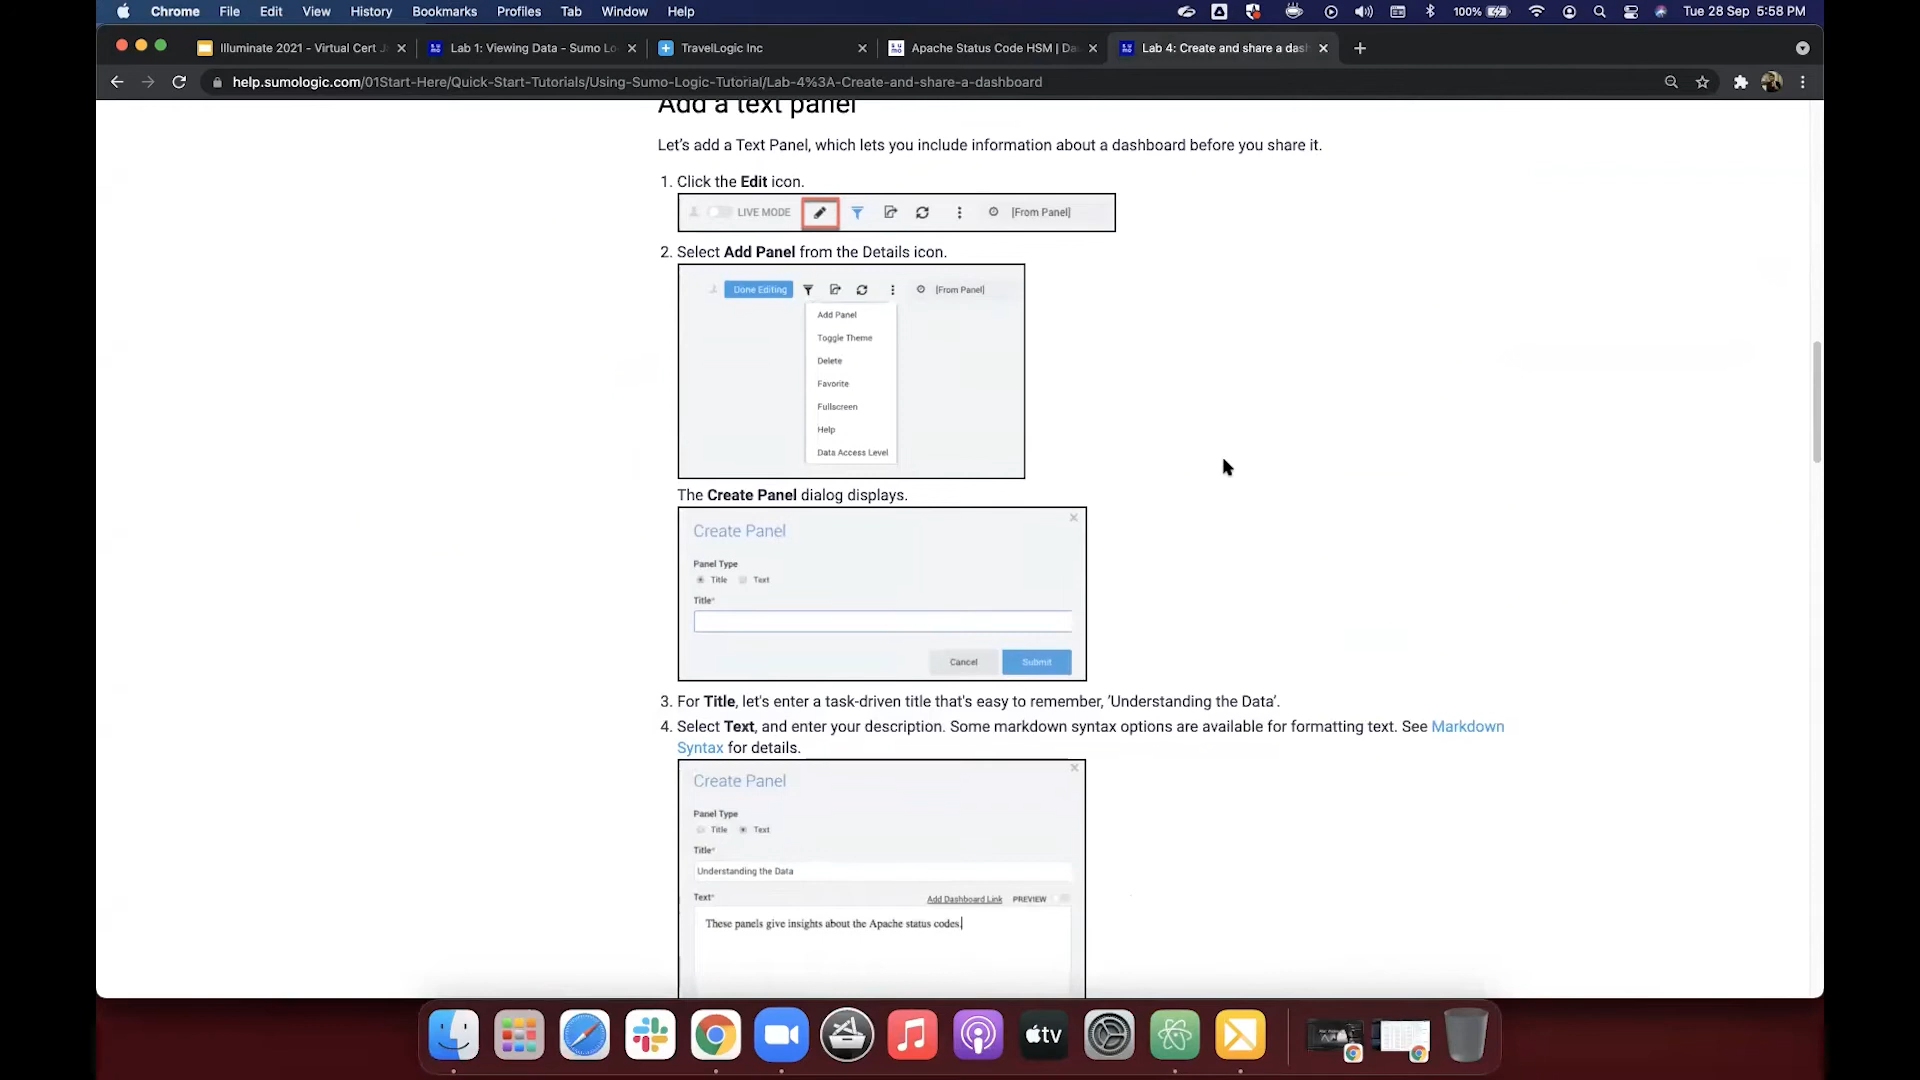 Chrome File Edit View History Bookmarks Profiles Tab Window Help 100% Tue 28 Sep 5:58 PM
Illuminate 2021 - Virtual Cert J
Lab 1: Viewing Data - Sumo Lo
TravelLogic Inc
Apache Status Code HSM | Da
Lab 4: Create and share a dash
help.sumologic.com/01Start-Here/Quick-Start-Tutorials/Using-Sumo-Logic-Tutorial/Lab-4%3A-Create-and-share-a-dashboard
Add a text panel
Let's add a Text Panel, which lets you include information about a dashboard before you share it.
1. Click the Edit icon.
LIVE MODE [From Panel]
2. Select Add Panel from the Details icon.
Done Editing [From Panel]
Add Panel
Toggle Theme
Delete
Favorite
Fullscreen
Help
Data Access Level
The Create Panel dialog displays.
Create Panel
Panel Type
Title Text
Title*
Cancel Submit
3. For Title, let's enter a task-driven title that's easy to remember, 'Understanding the Data'.
4. Select Text, and enter your description. Some markdown syntax options are available for formatting text. See Markdown
Syntax for details.
Create Panel
Panel Type
Title Text
Title*
Understanding the Data
Text* Add Dashboard Link PREVIEW
These panels give insights about the Apache status codes.
tv